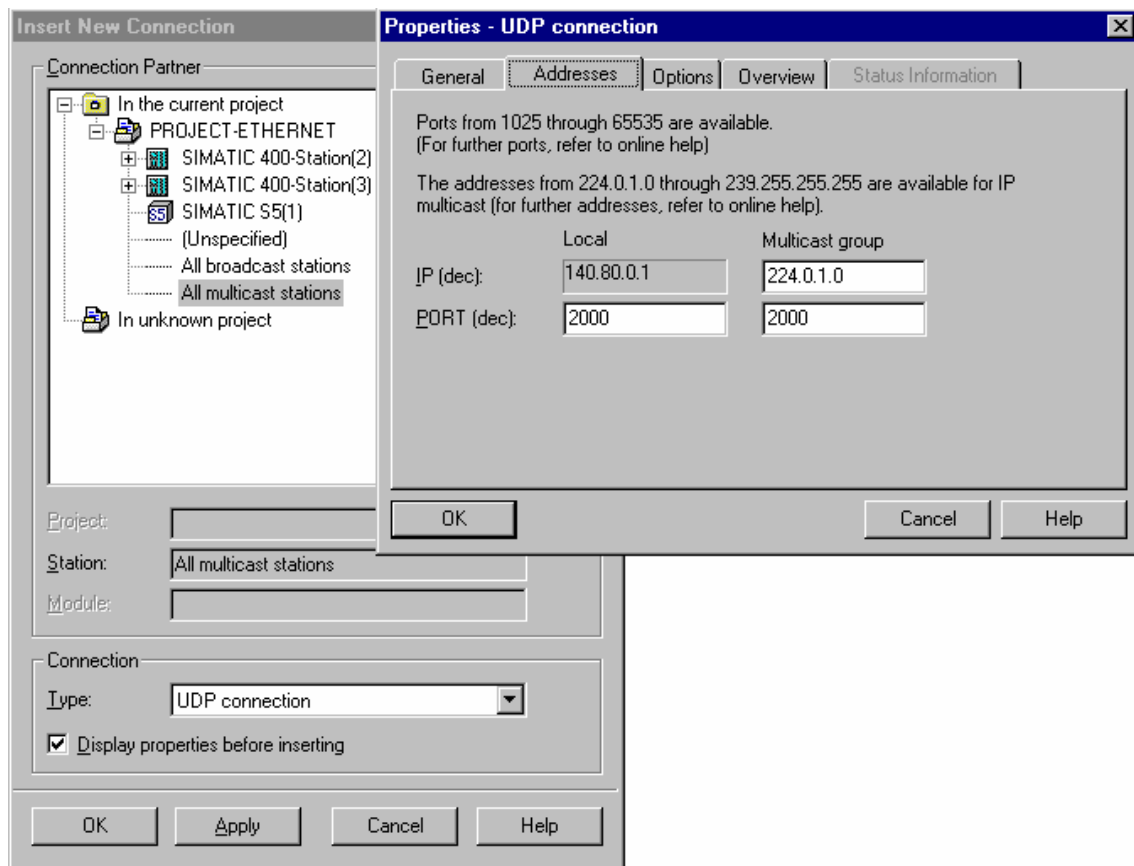 Insert New Connection
Connection Partner
In the current project
PROJECT-ETHERNET
SIMATIC 400-Station(2)
SIMATIC 400-Station(3)
S5 SIMATIC S5(1)
(Unspecified)
All broadcast stations
All multicast stations
In unknown project
Project:
Station: All multicast stations
Module:
Connection
Type: UDP connection
Display properties before inserting
OK Apply Cancel Help
Properties - UDP connection
General Addresses Options Overview Status Information
Ports from 1025 through 65535 are available.
(For further ports, refer to online help)
The addresses from 224.0.1.0 through 239.255.255.255 are available for IP
multicast (for further addresses, refer to online help).
Local Multicast group
IP (dec): 140.80.0.1 224.0.1.0
PORT (dec): 2000 2000
OK Cancel Help